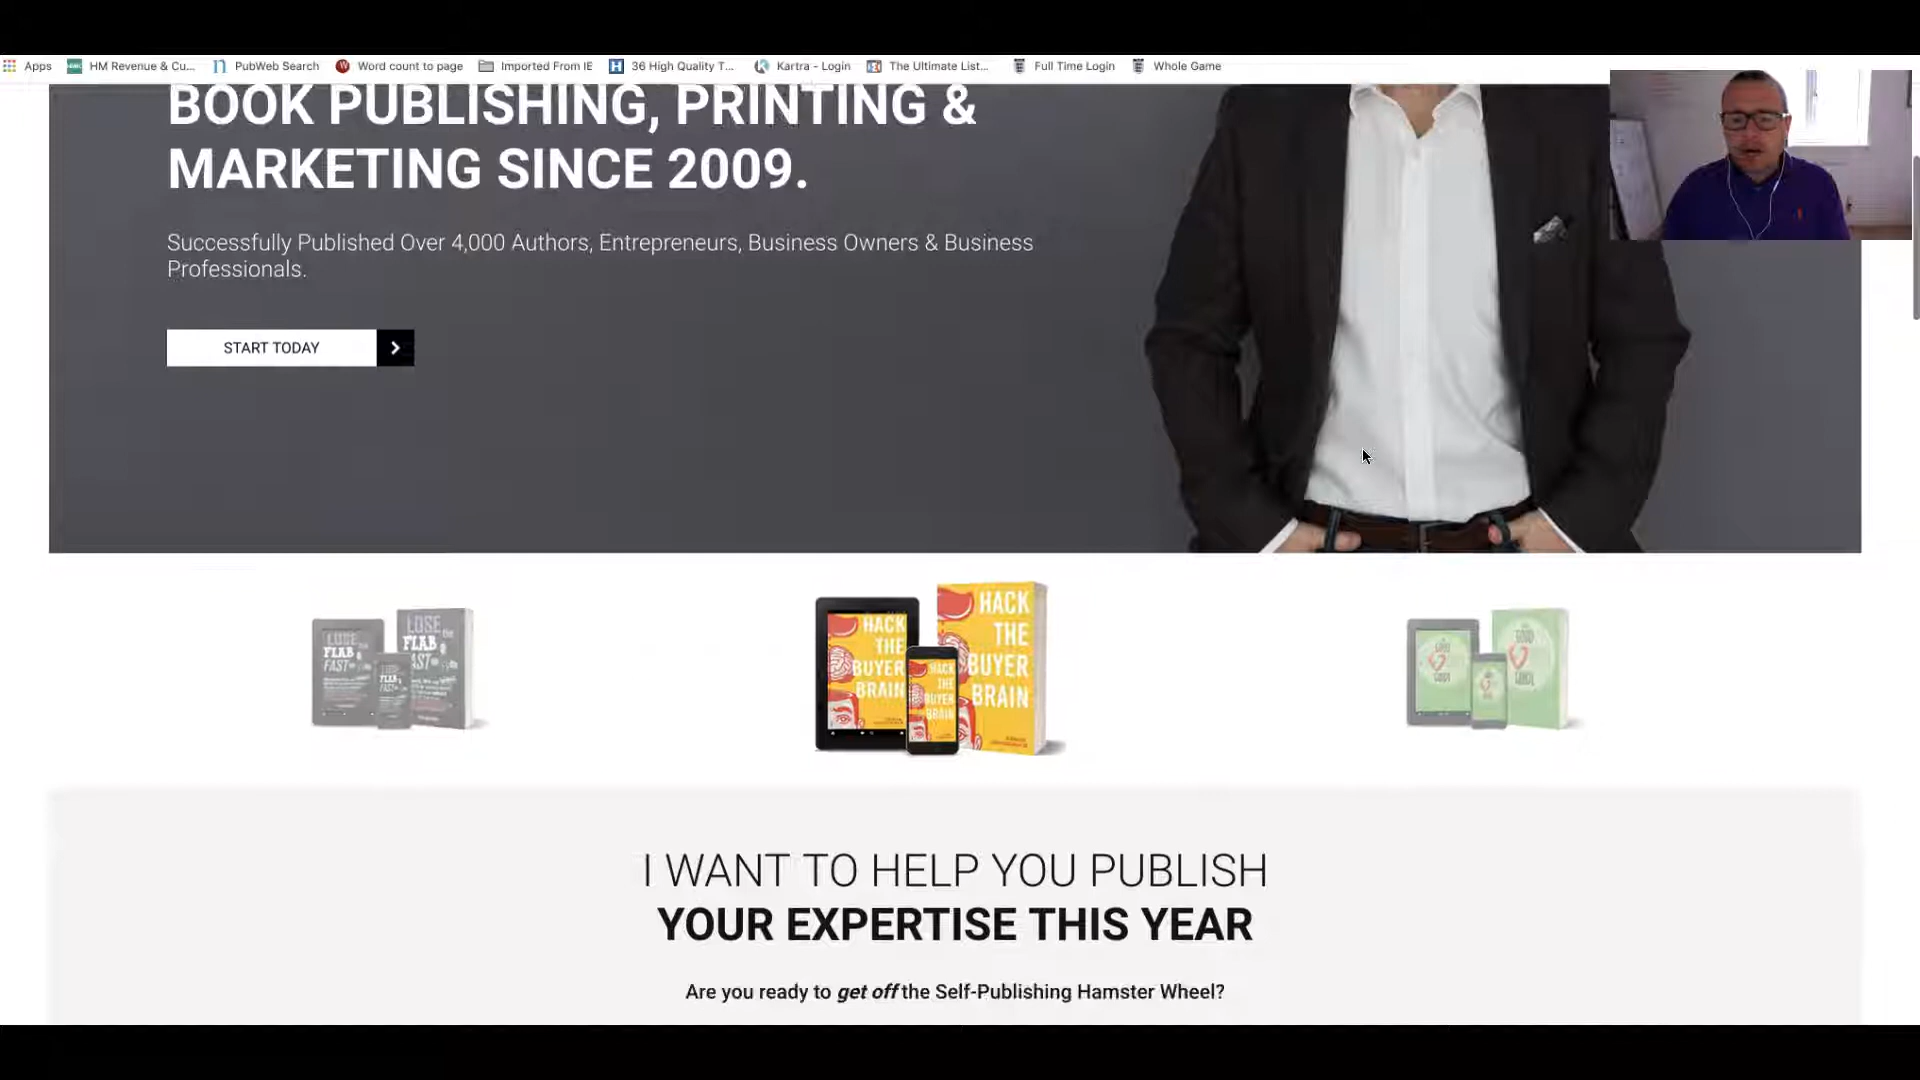 Apps HM Revenue & Cu... PubWeb Search Word count to page Imported From IE 36 High Quality T... Kartra - Login The Ultimate List... Full Time Login Whole Game
BOOK PUBLISHING, PRINTING &
MARKETING SINCE 2009.
Successfully Published Over 4,000 Authors, Entrepreneurs, Business Owners & Business
Professionals.
START TODAY
LOSE
FLAB
FAST
HACK
THE
BUYER
BRAIN
HACK
THE
BUYER
BRAIN
HACK
THE
BUYER
BRAIN
I WANT TO HELP YOU PUBLISH
YOUR EXPERTISE THIS YEAR
Are you ready to get off the Self-Publishing Hamster Wheel?